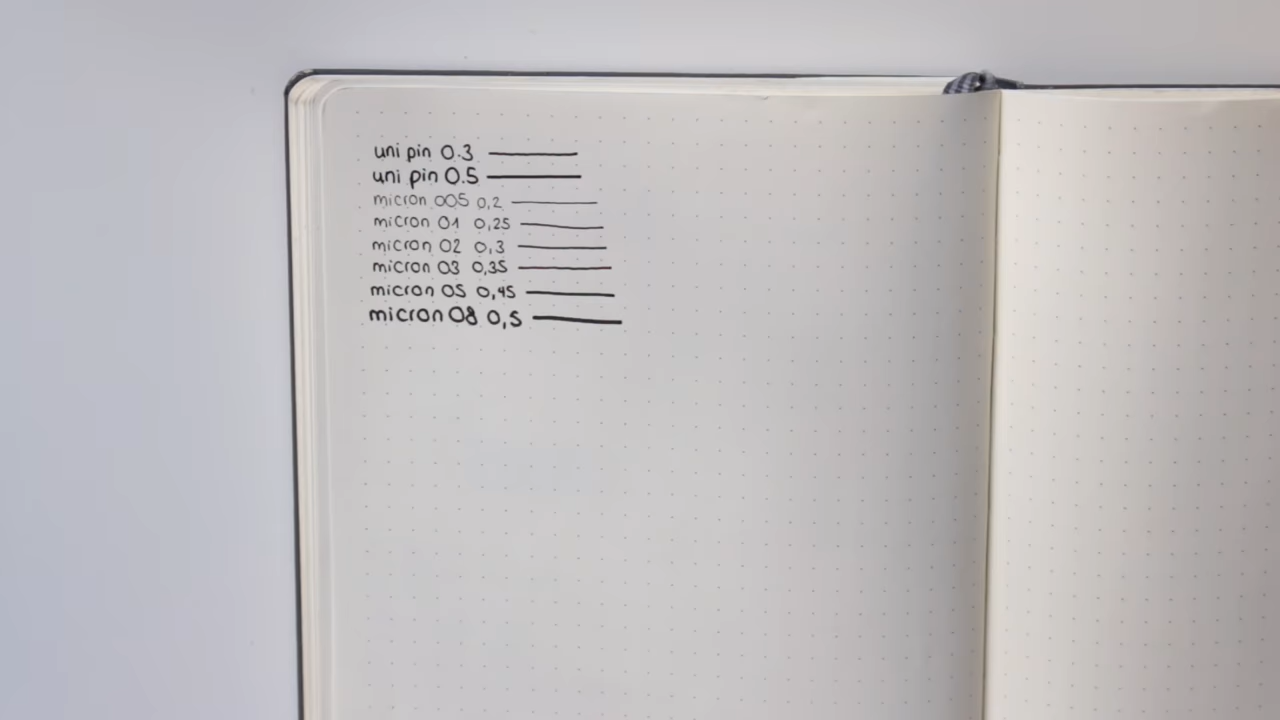 uni pin 0.3
uni pin 0.5
micron 005 0,2
micron 01 0,25
micron 02 0,3
micron 03 0,35
micron 05 0,45
micron 08 0,5